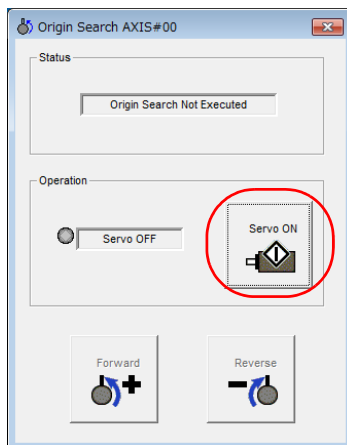 Origin Search AXIS#00
Status
Origin Search Not Executed
Operation
Servo OFF
Servo ON
Forward
Reverse